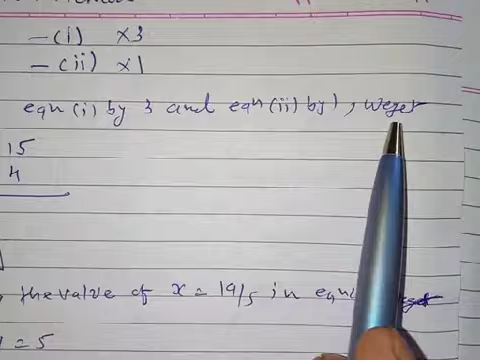 -(i) ×3
-(ii) ×1
eqn (i) by 3 and eqn (ii) by 1, we get
15
4
the value of x = 19/5 in eqn
= 5